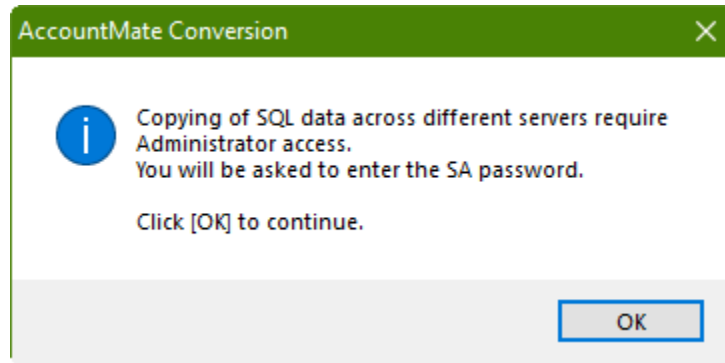 AccountMate Conversion
Copying of SQL data across different servers require
Administrator access.
You will be asked to enter the SA password.
Click [OK] to continue.
OK